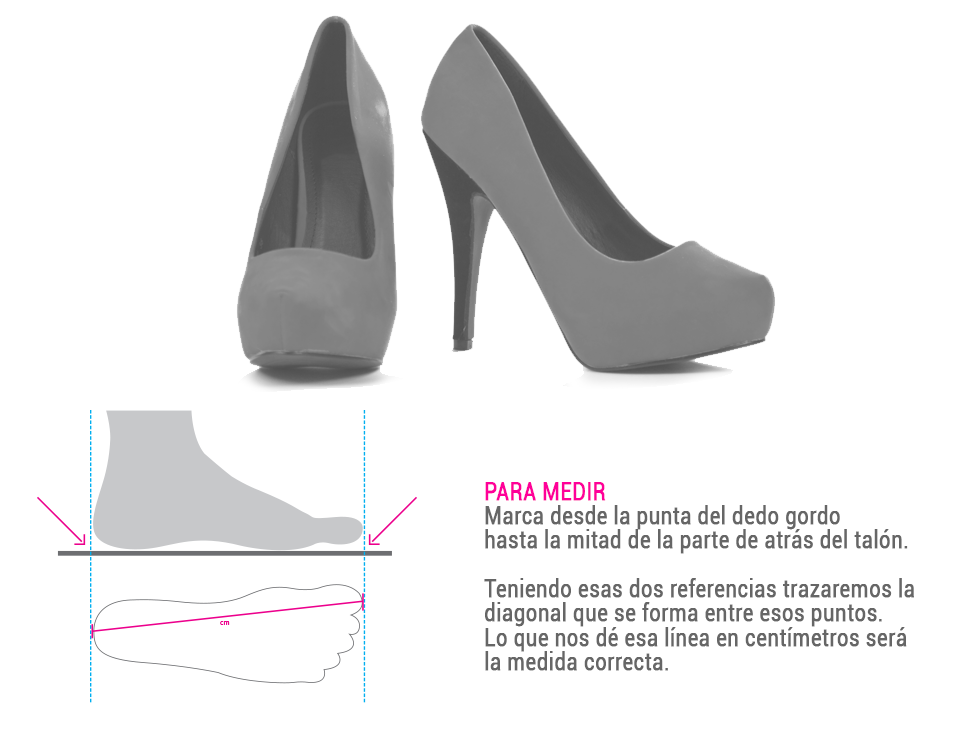 PARA MEDIR
Marca desde la punta del dedo gordo
hasta la mitad de la parte de atrás del talón.
Teniendo esas dos referencias trazaremos la
diagonal que se forma entre esos puntos.
Lo que nos dé esa línea en centímetros será
la medida correcta.
cm